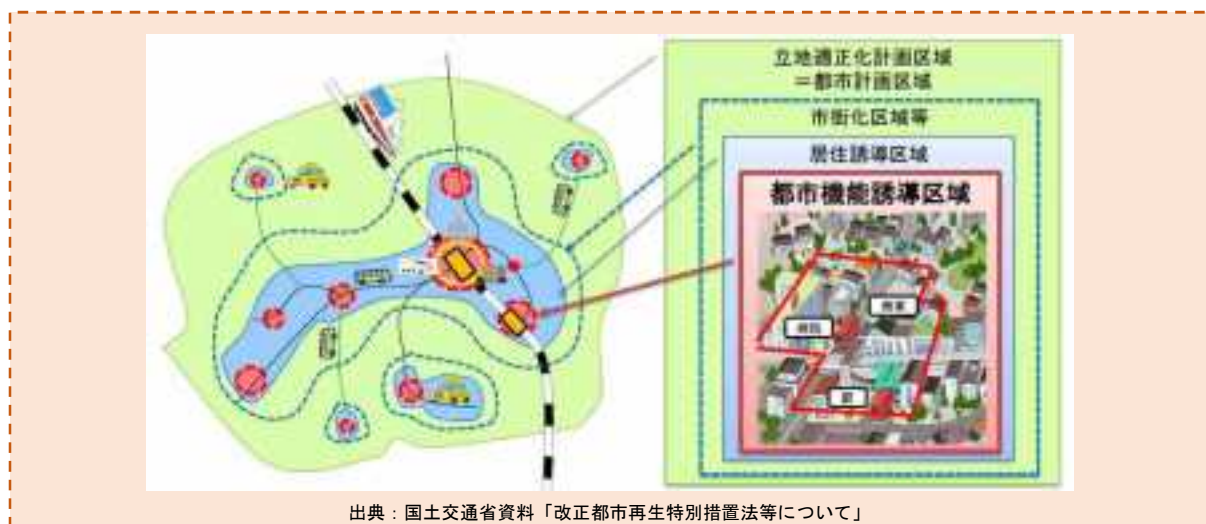 立地適正化計画区域
＝都市計画区域
市街化区域等
居住誘導区域
都市機能誘導区域
病院
駅
出典：国土交通省資料「改正都市再生特別措置法等について」